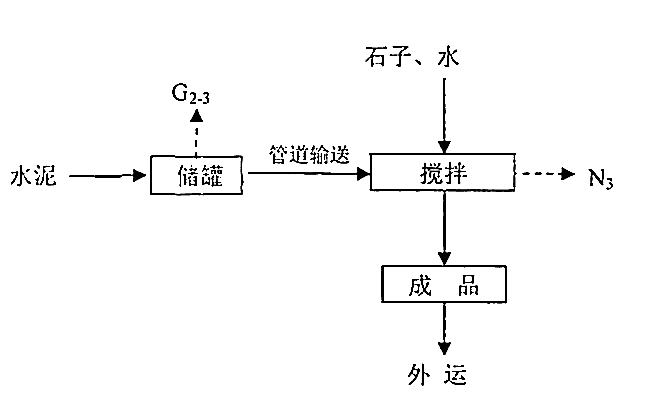 石子、水
G2-3
管道输送
水泥
储罐
搅拌
N3
成 品
外 运